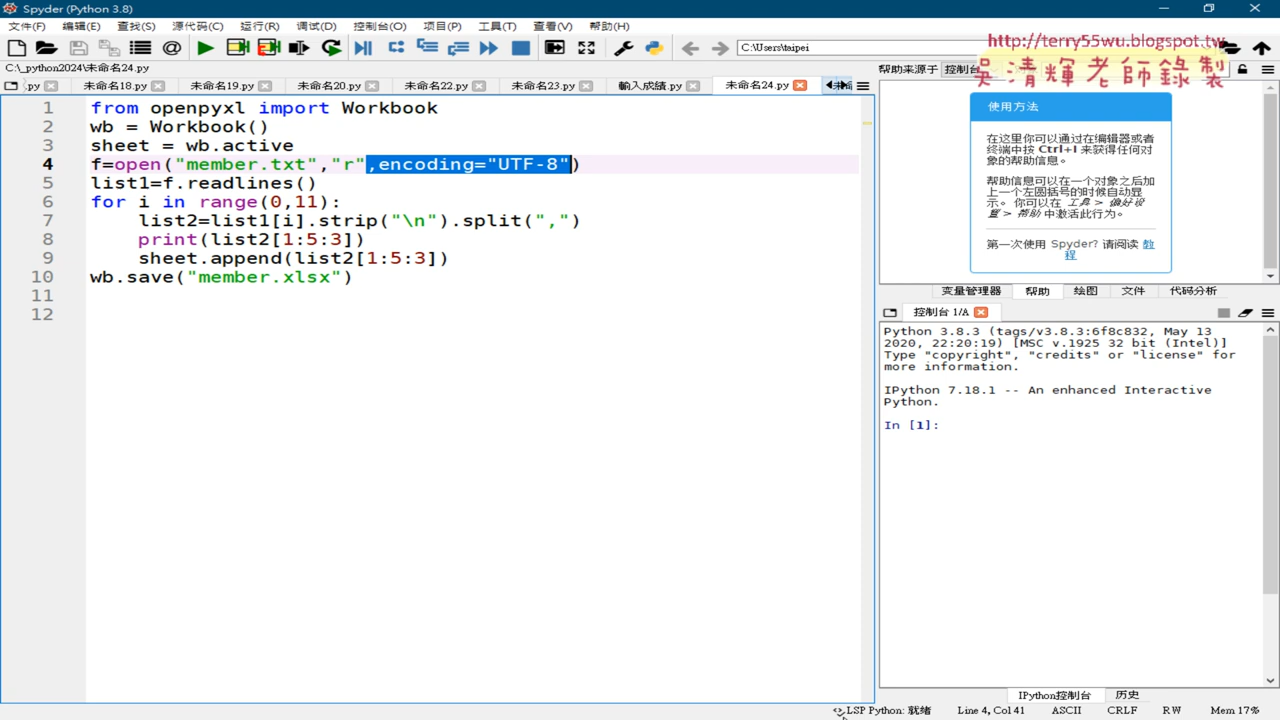 Spyder (Python 3.8)
文件(F) 编辑(E) 查找(S) 源代码(C) 运行(R) 调试(D) 控制台(O) 项目(P) 工具(T) 查看(V) 帮助(H)
C:\Users\taipei
http://terry55wu.blogspot.tw
吳清輝老師錄製
C:\_python2024\未命名24.py
.py 未命名18.py 未命名19.py 未命名20.py 未命名22.py 未命名23.py 輸入成績.py 未命名24.py
帮助来源于 控制台
1 from openpyxl import Workbook
2 wb = Workbook()
3 sheet = wb.active
4 f=open("member.txt","r",encoding="UTF-8")
5 list1=f.readlines()
6 for i in range(0,11):
7 list2=list1[i].strip("\n").split(",")
8 print(list2[1:5:3])
9 sheet.append(list2[1:5:3])
10 wb.save("member.xlsx")
11
12
使用方法
在这里你可以通过在编辑器或者
终端中按 Ctrl+I 来获得任何对
象的帮助信息。
帮助信息可以在一个对象之后加
上一个左圆括号的时候自动显
示。你可以在 工具 > 偏好设
置 > 帮助 中激活此行为。
第一次使用 Spyder? 请阅读 教
程
变量管理器 帮助 绘图 文件 代码分析
控制台 1/A
Python 3.8.3 (tags/v3.8.3:6f8c832, May 13
2020, 22:20:19) [MSC v.1925 32 bit (Intel)]
Type "copyright", "credits" or "license" for
more information.
IPython 7.18.1 -- An enhanced Interactive
Python.
In [1]:
IPython控制台 历史
LSP Python: 就绪 Line 4, Col 41 ASCII CRLF RW Mem 17%